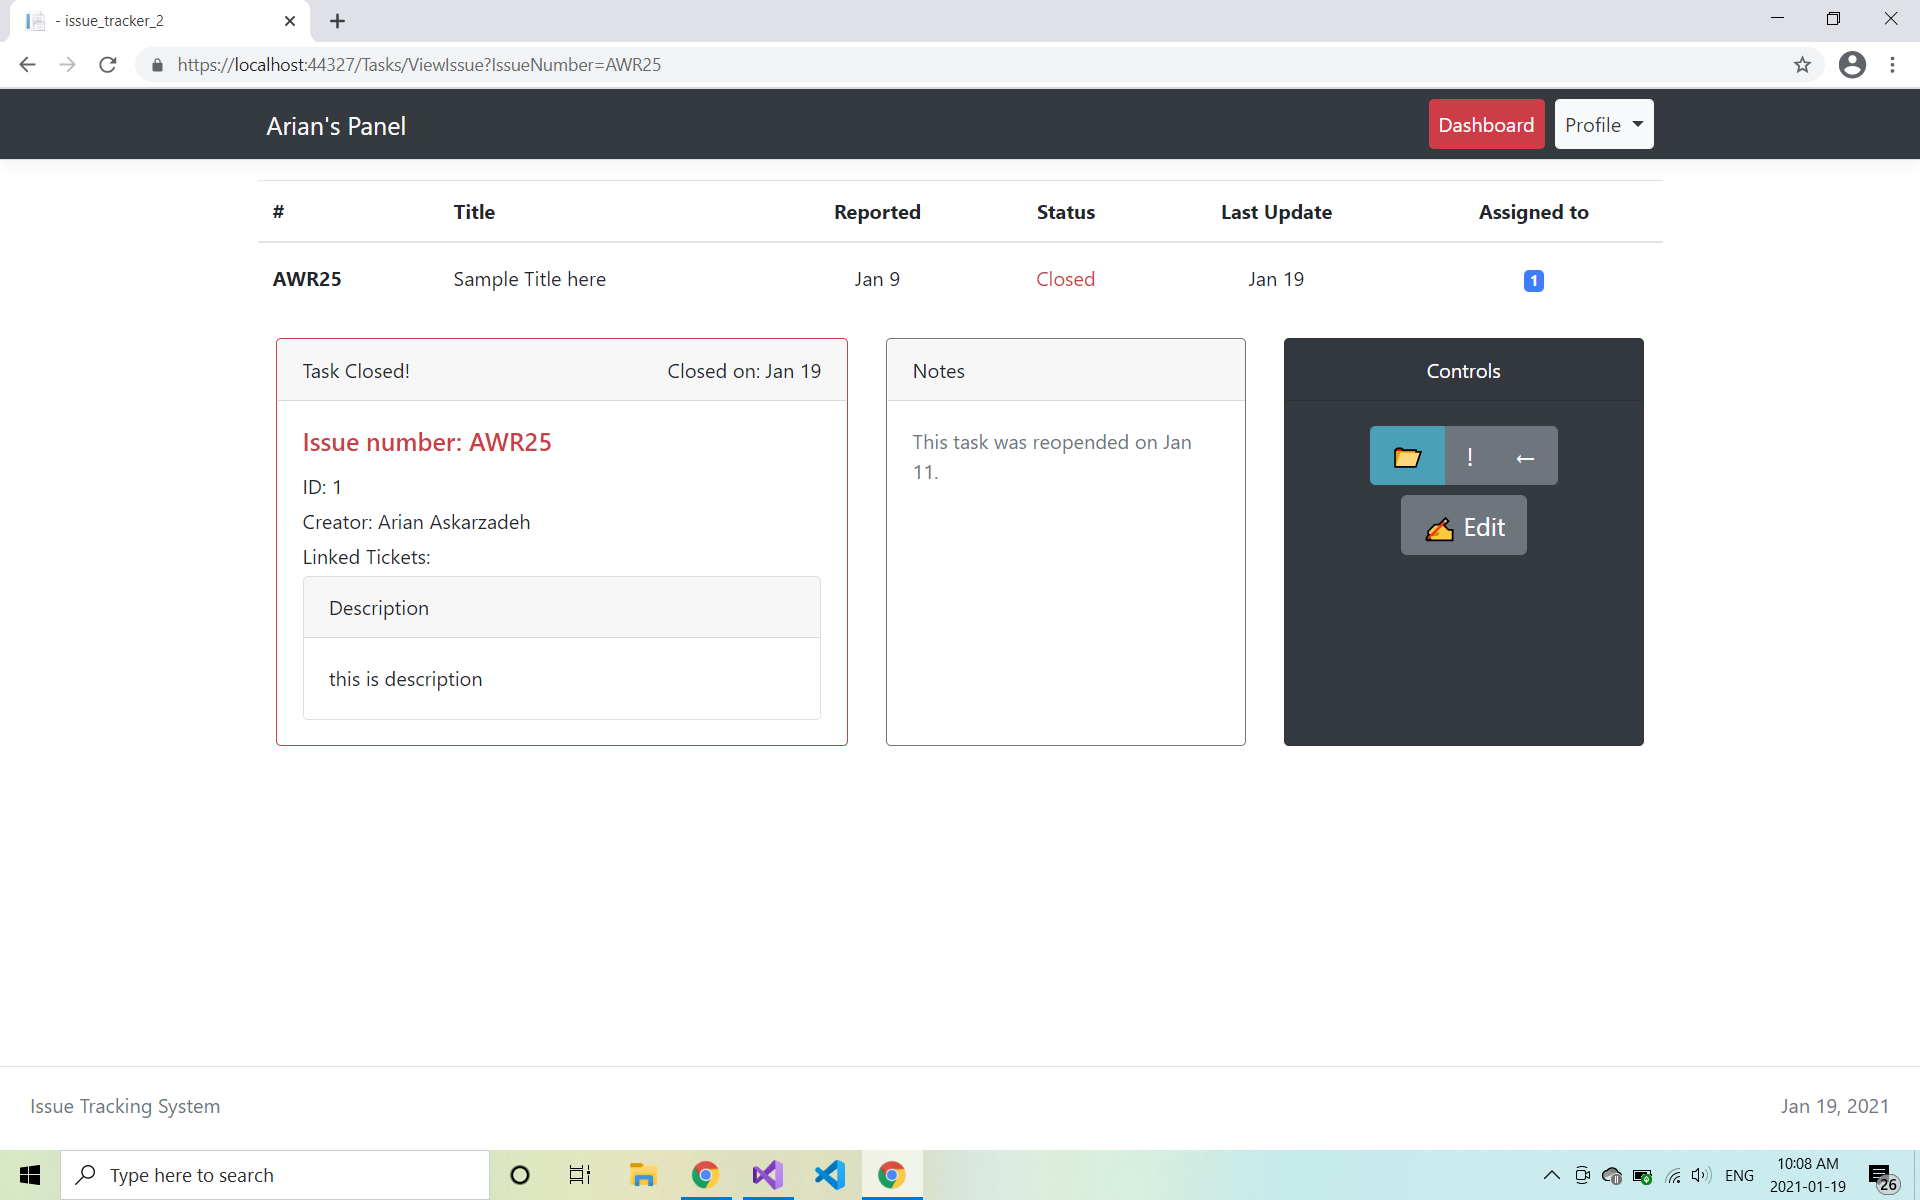 - issue_tracker_2
https://localhost:44327/Tasks/ViewIssue?IssueNumber=AWR25
Arian's Panel
Dashboard
Profile
# Title Reported Status Last Update Assigned to
AWR25 Sample Title here Jan 9 Closed Jan 19 1
Task Closed! Closed on: Jan 19
Issue number: AWR25
ID: 1
Creator: Arian Askarzadeh
Linked Tickets:
Description
this is description
Notes
This task was reopended on Jan
11.
Controls
! ←
Edit
Issue Tracking System
Jan 19, 2021
Type here to search
ENG
10:08 AM
2021-01-19
26